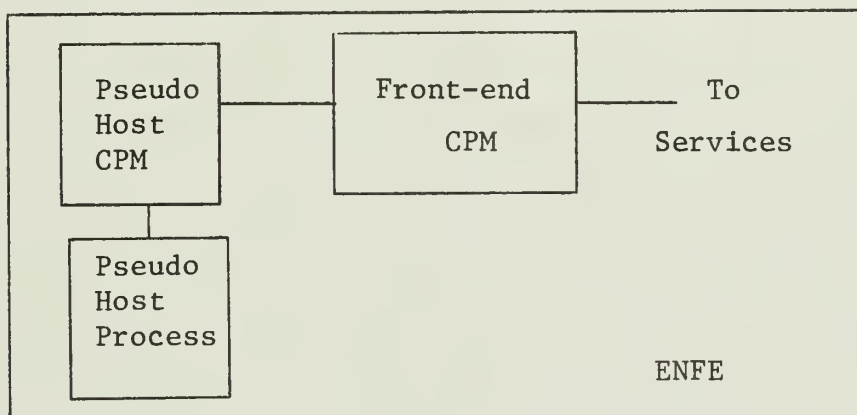 Pseudo
Host
CPM
Front-end
CPM
To
Services
Pseudo
Host
Process
ENFE